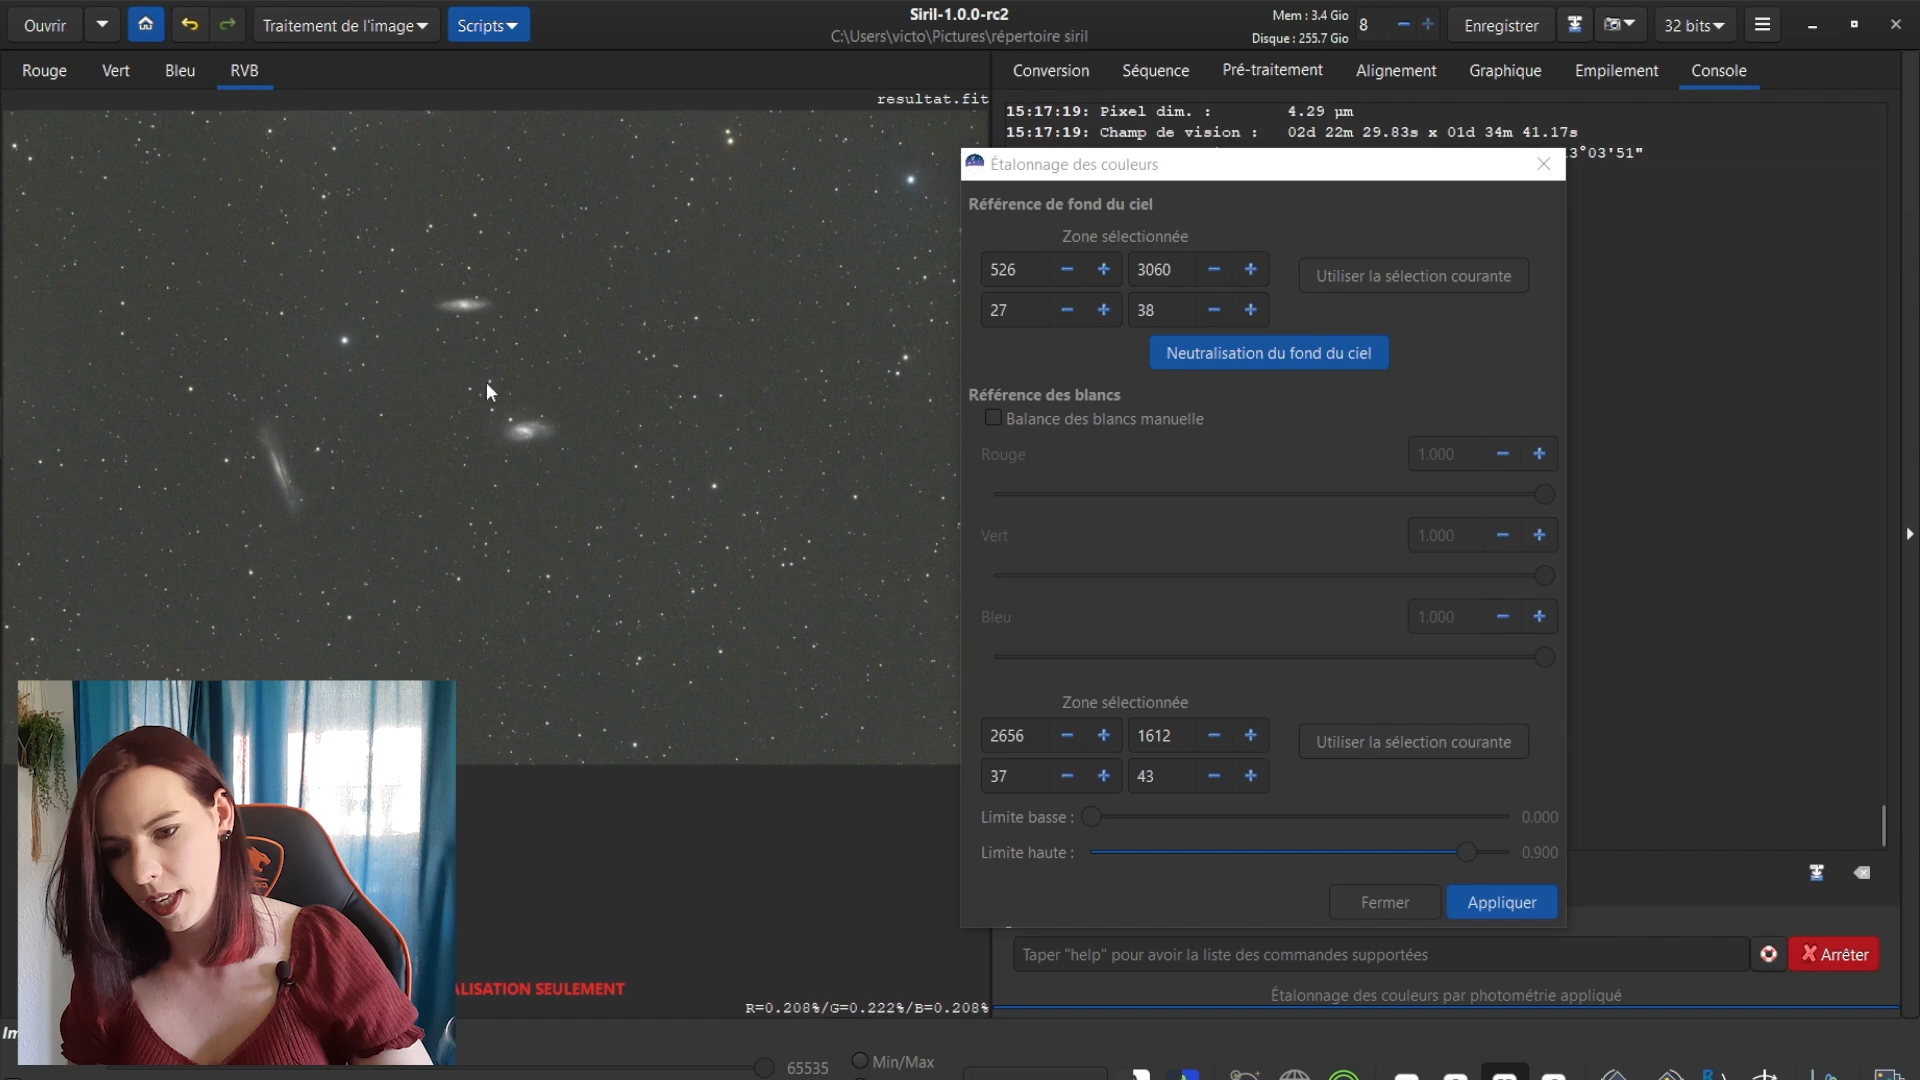 Ouvrir
Traitement de l'image
Scripts
Siril-1.0.0-rc2
C:\Users\victo\Pictures\répertoire siril
Mem : 3.4 Gio
Disque : 255.7 Gio
8
Enregistrer
32 bits
Rouge
Vert
Bleu
RVB
Conversion
Séquence
Pré-traitement
Alignement
Graphique
Empilement
Console
resultat.fit
15:17:19: Pixel dim. : 4.29 µm
15:17:19: Champ de vision : 02d 22m 29.83s x 01d 34m 41.17s
3°03'51"
Étalonnage des couleurs
Référence de fond du ciel
Zone sélectionnée
526
3060
Utiliser la sélection courante
27
38
Neutralisation du fond du ciel
Référence des blancs
Balance des blancs manuelle
Rouge
1.000
Vert
1.000
Bleu
1.000
Zone sélectionnée
2656
1612
Utiliser la sélection courante
37
43
Limite basse :
0.000
Limite haute :
0.900
Fermer
Appliquer
Taper "help" pour avoir la liste des commandes supportées
Arrêter
LISATION SEULEMENT
R=0.208%/G=0.222%/B=0.208%
Étalonnage des couleurs par photométrie appliqué
65535
Min/Max